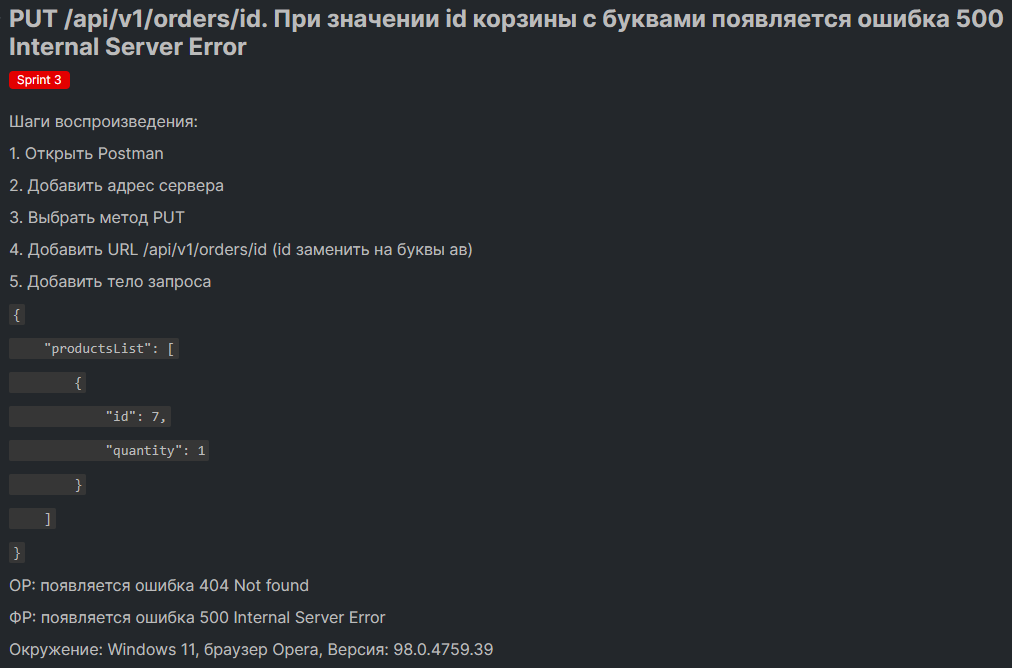 PUT /api/v1/orders/id. При значении id корзины с буквами появляется ошибка 500
Internal Server Error
Sprint 3
Шаги воспроизведения:
1. Открыть Postman
2. Добавить адрес сервера
3. Выбрать метод PUT
4. Добавить URL /api/v1/orders/id (id заменить на буквы ав)
5. Добавить тело запроса
{
"productsList": [
{
"id": 7,
"quantity": 1
}
]
}
ОР: появляется ошибка 404 Not found
ФР: появляется ошибка 500 Internal Server Error
Окружение: Windows 11, браузер Opera, Версия: 98.0.4759.39